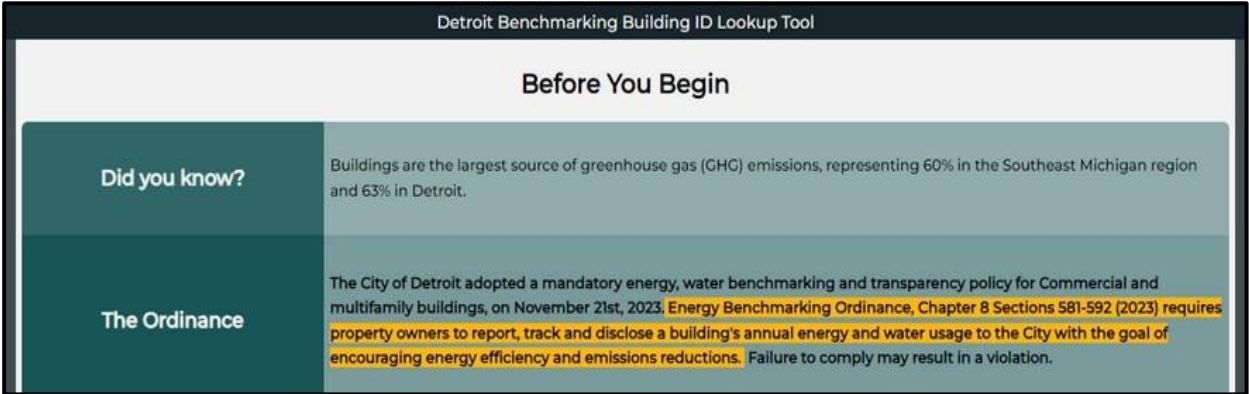 Detroit Benchmarking Building ID Lookup Tool
Before You Begin
Did you know?
Buildings are the largest source of greenhouse gas (GHG) emissions, representing 60% in the Southeast Michigan region
and 63% in Detroit.
The Ordinance
The City of Detroit adopted a mandatory energy, water benchmarking and transparency policy for Commercial and
multifamily buildings, on November 21st, 2023. Energy Benchmarking Ordinance, Chapter 8 Sections 581-592 (2023) requires
property owners to report, track and disclose a building's annual energy and water usage to the City with the goal of
encouraging energy efficiency and emissions reductions. Failure to comply may result in a violation.